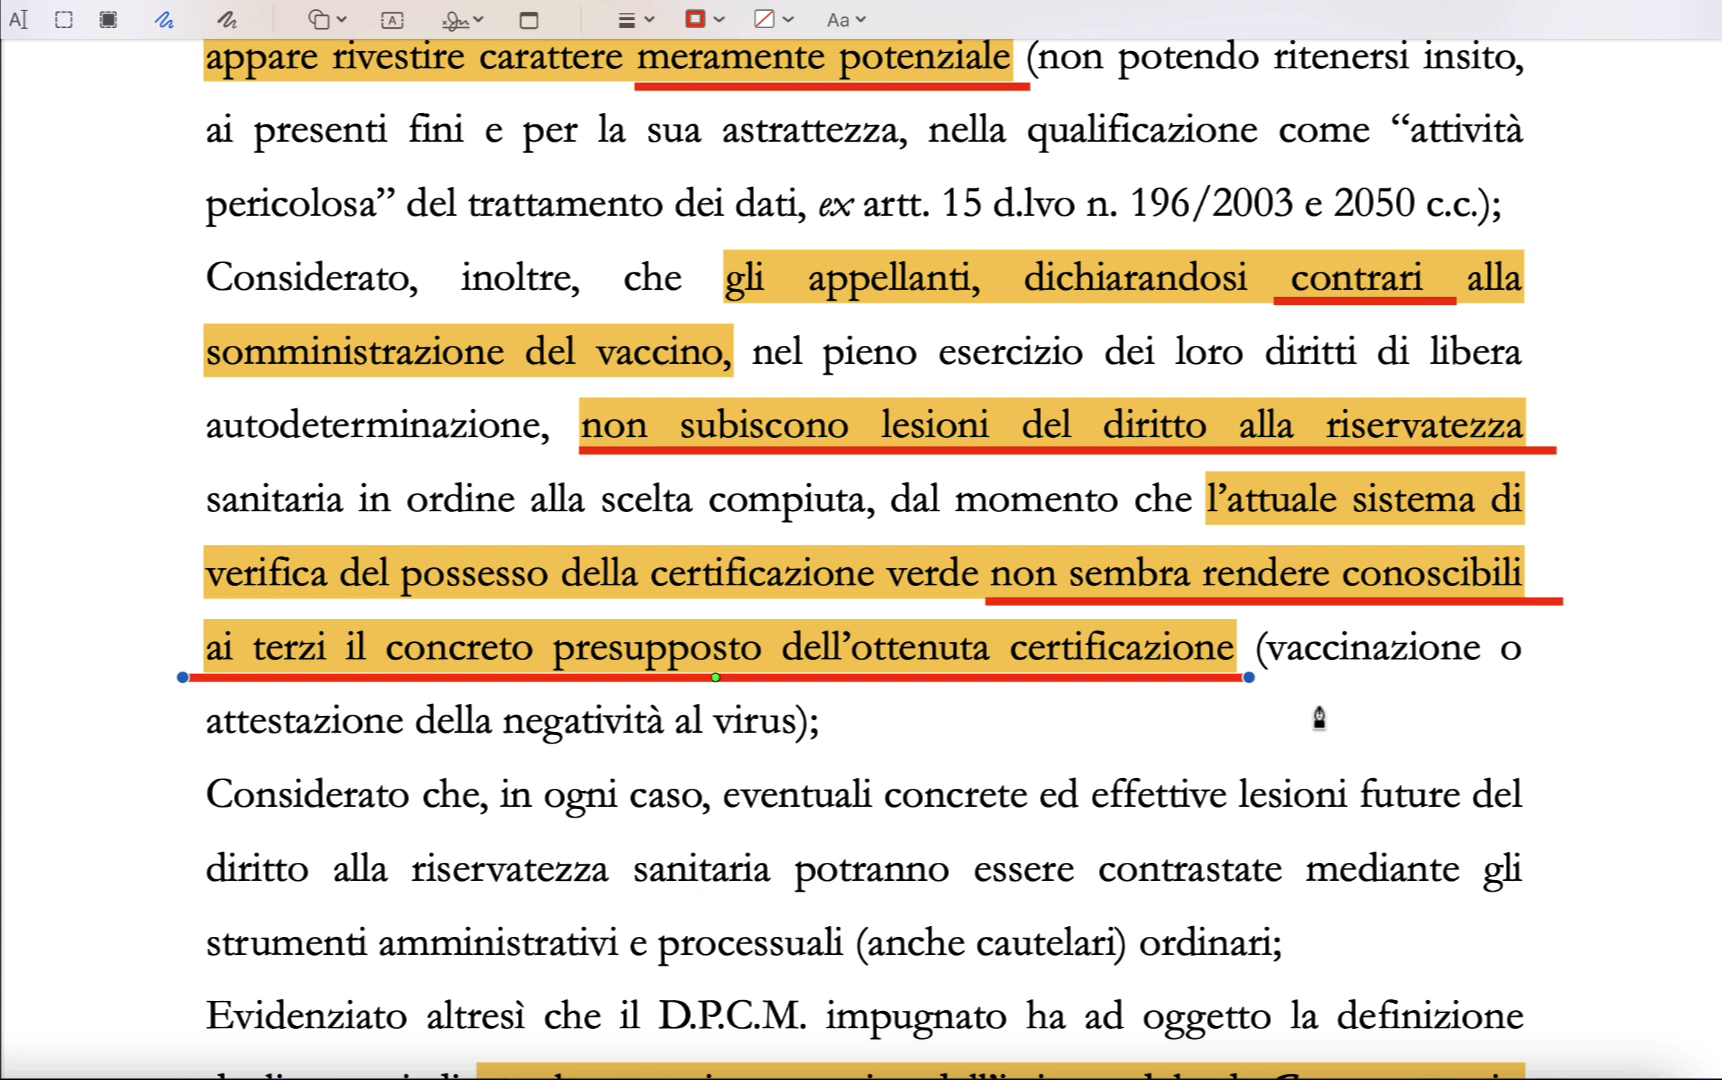 Aa
appare rivestire carattere meramente potenziale (non potendo ritenersi insito,
ai presenti fini e per la sua astrattezza, nella qualificazione come “attività
pericolosa” del trattamento dei dati, ex artt. 15 d.lvo n. 196/2003 e 2050 c.c.);
Considerato, inoltre, che gli appellanti, dichiarandosi contrari alla
somministrazione del vaccino, nel pieno esercizio dei loro diritti di libera
autodeterminazione, non subiscono lesioni del diritto alla riservatezza
sanitaria in ordine alla scelta compiuta, dal momento che l’attuale sistema di
verifica del possesso della certificazione verde non sembra rendere conoscibili
ai terzi il concreto presupposto dell’ottenuta certificazione (vaccinazione o
attestazione della negatività al virus);
Considerato che, in ogni caso, eventuali concrete ed effettive lesioni future del
diritto alla riservatezza sanitaria potranno essere contrastate mediante gli
strumenti amministrativi e processuali (anche cautelari) ordinari;
Evidenziato altresì che il D.P.C.M. impugnato ha ad oggetto la definizione